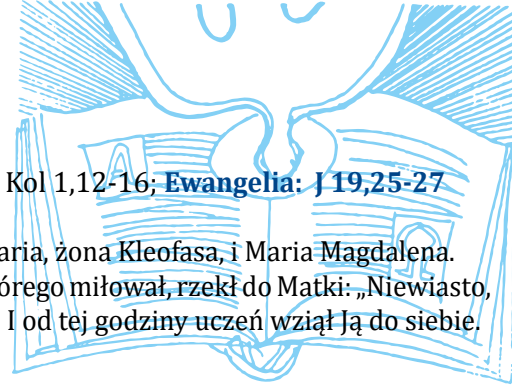 Kol 1,12-16; Ewangelia: J 19,25-27
aria, żona Kleofasa, i Maria Magdalena.
órego miłował, rzekł do Matki: „Niewiasto,
I od tej godziny uczeń wziął Ją do siebie.
A
Ω